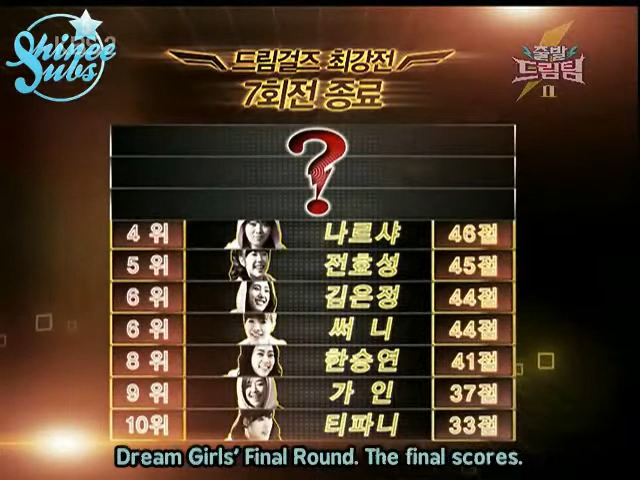 Shinee
Subs
출발
드림팀
II
드림걸즈 최강전
7회전 종료
?
4 위 나르샤 46점
5 위 전효성 45점
6 위 김은정 44점
6 위 써 니 44점
8 위 한승연 41점
9 위 가 인 37점
10위 티파니 33점
Dream Girls' Final Round. The final scores.